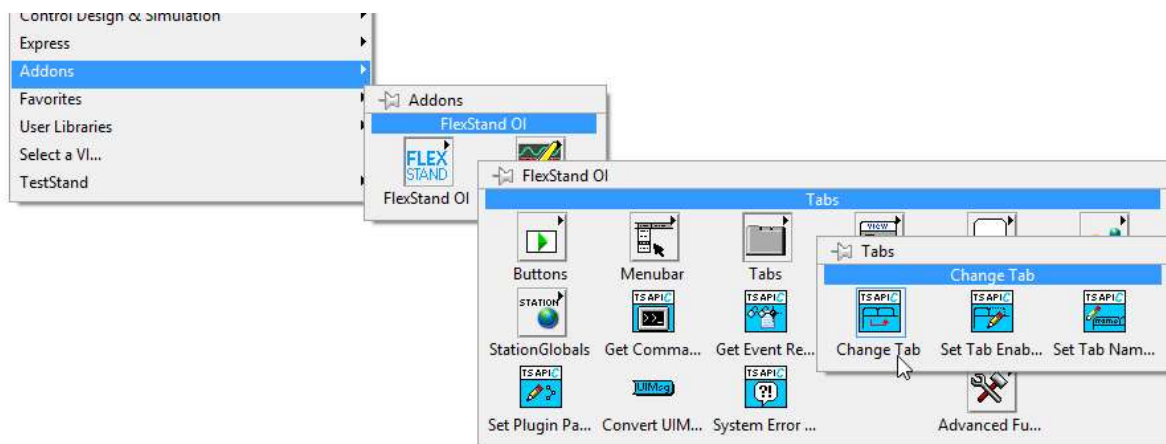 Control Design & Simulation
Express
Addons
Favorites
User Libraries
Select a VI...
TestStand
Addons
FlexStand OI
FLEX
STAND
FlexStand OI
FlexStand OI
Tabs
VIEW
Buttons
Menubar
Tabs
STATION
TS API C
TS API C
StationGlobals
Get Comma...
Get Event Re...
TS API C
UIMsg
TS API C
Set Plugin Pa...
Convert UIM...
System Error ...
Advanced Fu...
Tabs
Change Tab
TS API C
TS API C
TS API C
Change Tab
Set Tab Enab...
Set Tab Nam...